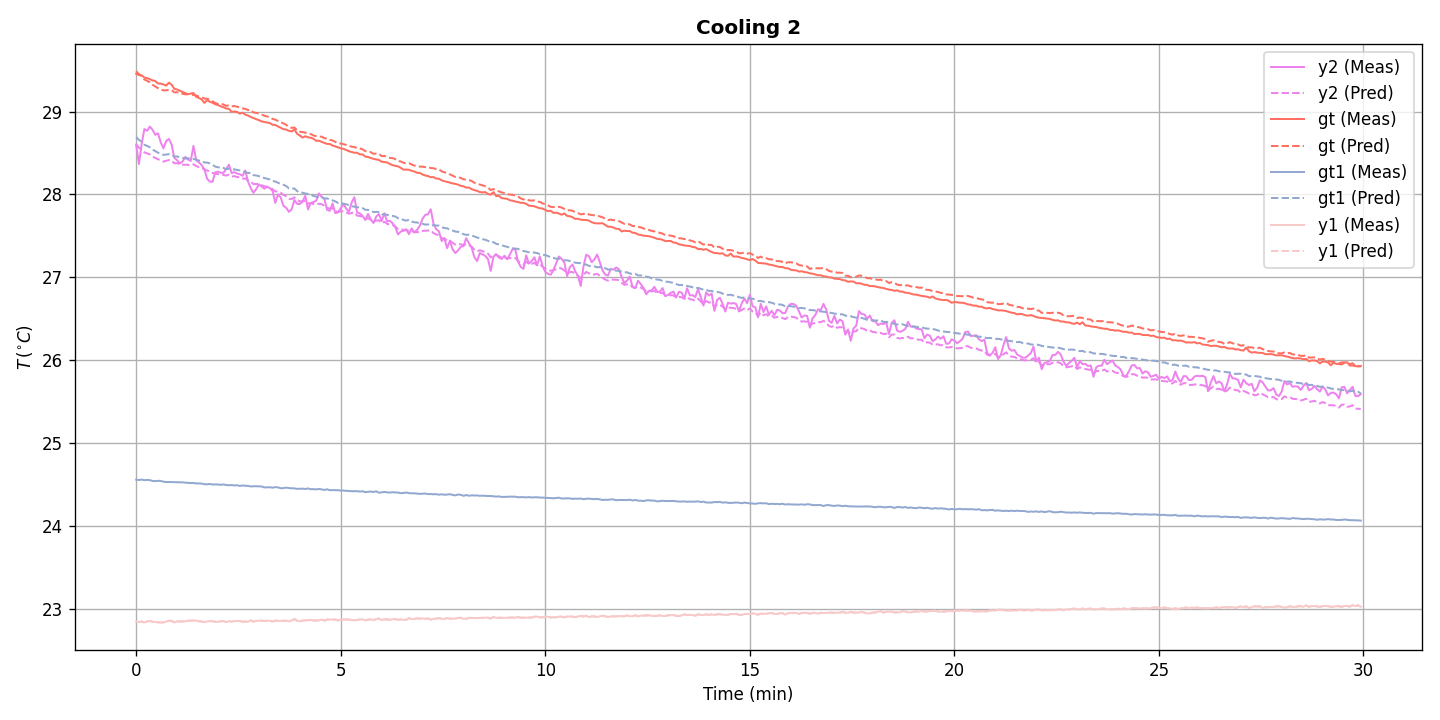 Cooling 2
y2 (Meas)
y2 (Pred)
gt (Meas)
gt (Pred)
gt1 (Meas)
gt1 (Pred)
y1 (Meas)
y1 (Pred)
T(°C)
29
28
27
26
25
24
23
0 5 10 15 20 25 30
Time (min)